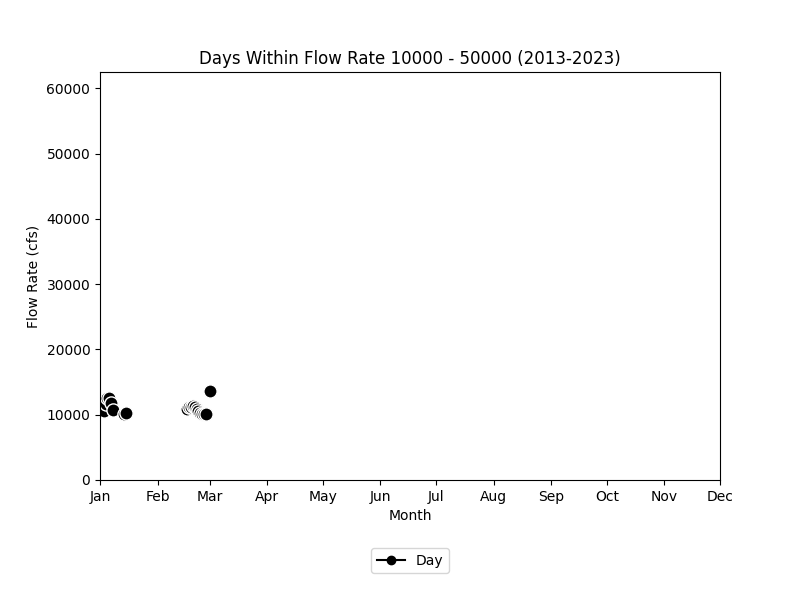 Days Within Flow Rate 10000 - 50000 (2013-2023)
60000
50000
40000
30000
20000
10000
0
Flow Rate (cfs)
Jan Feb Mar Apr May Jun Jul Aug Sep Oct Nov Dec
Month
Day